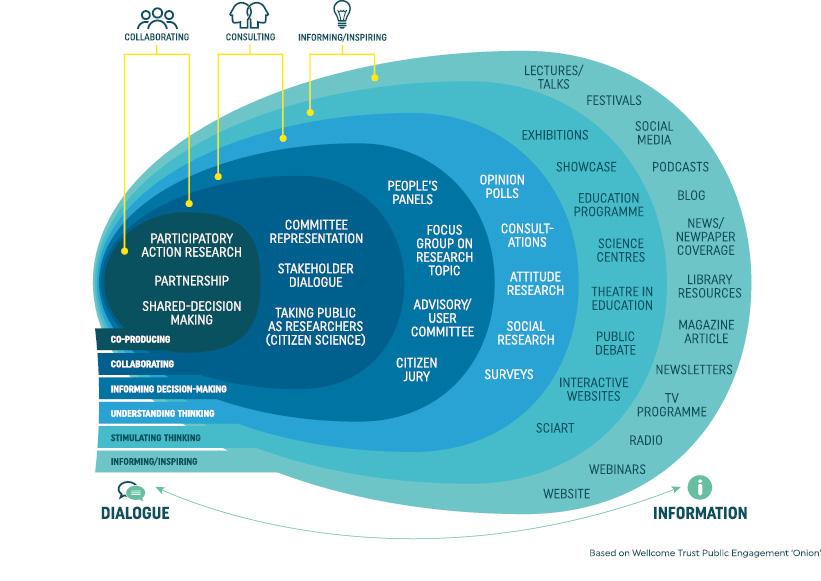 COLLABORATING
CONSULTING
INFORMING/INSPIRING
PARTICIPATORY
ACTION RESEARCH
PARTNERSHIP
SHARED-DECISION
MAKING
COMMITTEE
REPRESENTATION
STAKEHOLDER
DIALOGUE
TAKING PUBLIC
AS RESEARCHERS
(CITIZEN SCIENCE)
PEOPLE'S
PANELS
FOCUS
GROUP ON
RESEARCH
TOPIC
ADVISORY/
USER
COMMITTEE
CITIZEN
JURY
OPINION
POLLS
CONSULT-
ATIONS
ATTITUDE
RESEARCH
SOCIAL
RESEARCH
SURVEYS
EXHIBITIONS
SHOWCASE
EDUCATION
PROGRAMME
SCIENCE
CENTRES
THEATRE IN
EDUCATION
PUBLIC
DEBATE
INTERACTIVE
WEBSITES
SCIART
LECTURES/
TALKS
FESTIVALS
SOCIAL
MEDIA
PODCASTS
BLOG
NEWS/
NEWPAPER
COVERAGE
LIBRARY
RESOURCES
MAGAZINE
ARTICLE
NEWSLETTERS
TV
PROGRAMME
RADIO
WEBINARS
WEBSITE
CO-PRODUCING
COLLABORATING
INFORMING DECISION-MAKING
UNDERSTANDING THINKING
STIMULATING THINKING
INFORMING/INSPIRING
DIALOGUE
INFORMATION
Based on Wellcome Trust Public Engagement 'Onion'